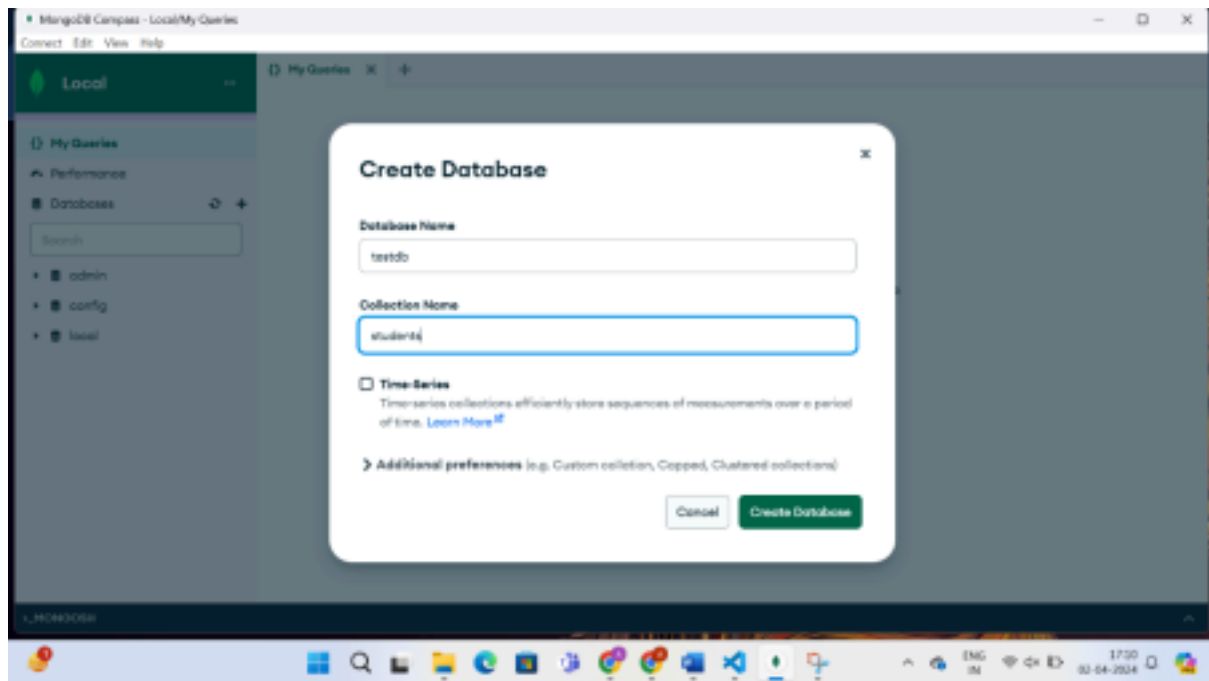 MongoDB Compass - Local/My Queries
Connect Edit View Help
Local
{} My Queries
My Queries
Performance
Databases
Search
admin
config
local
Create Database
Database Name
testdb
Collection Name
students
Time-Series
Time-series collections efficiently store sequences of measurements over a period
of time. Learn More
Additional preferences (e.g. Custom colletion, Capped, Clustered collections)
Cancel Create Database
>_MONGOSH
ENG
IN
17:10
02-04-2024